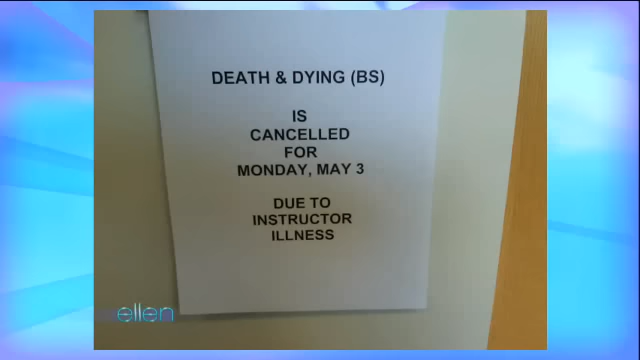 DEATH & DYING (BS)
IS
CANCELLED
FOR
MONDAY, MAY 3
DUE TO
INSTRUCTOR
ILLNESS
ellen